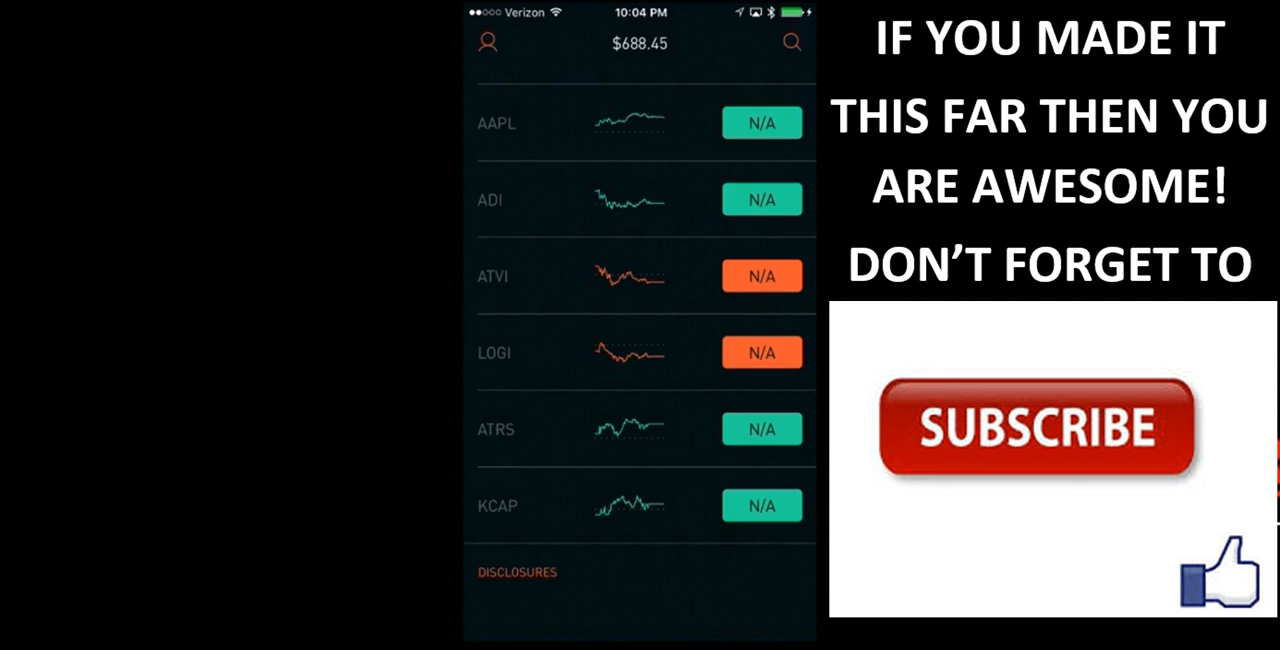 Verizon 10:04 PM
$688.45
AAPL N/A
ADI N/A
ATVI N/A
LOGI N/A
ATRS N/A
KCAP N/A
DISCLOSURES
IF YOU MADE IT
THIS FAR THEN YOU
ARE AWESOME!
DON'T FORGET TO
SUBSCRIBE